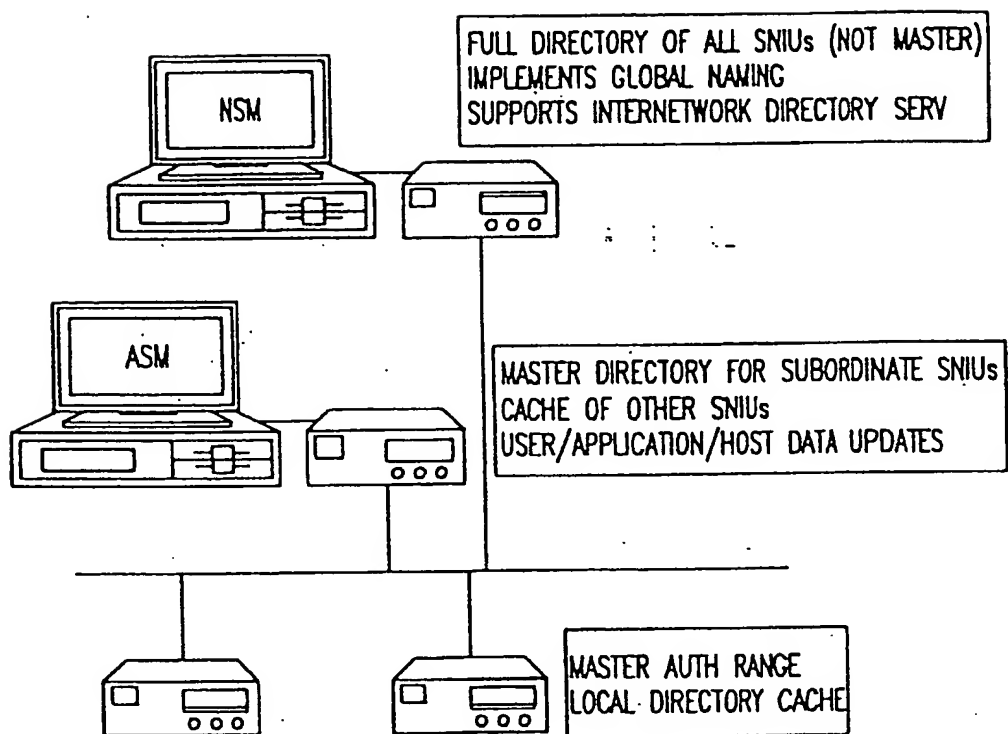 NSM
FULL DIRECTORY OF ALL SNIUs (NOT MASTER)
IMPLEMENTS GLOBAL NAMING
SUPPORTS INTERNETWORK DIRECTORY SERV
ASM
MASTER DIRECTORY FOR SUBORDINATE SNIUs
CACHE OF OTHER SNIUs
USER/APPLICATION/HOST DATA UPDATES
MASTER AUTH RANGE
LOCAL DIRECTORY CACHE